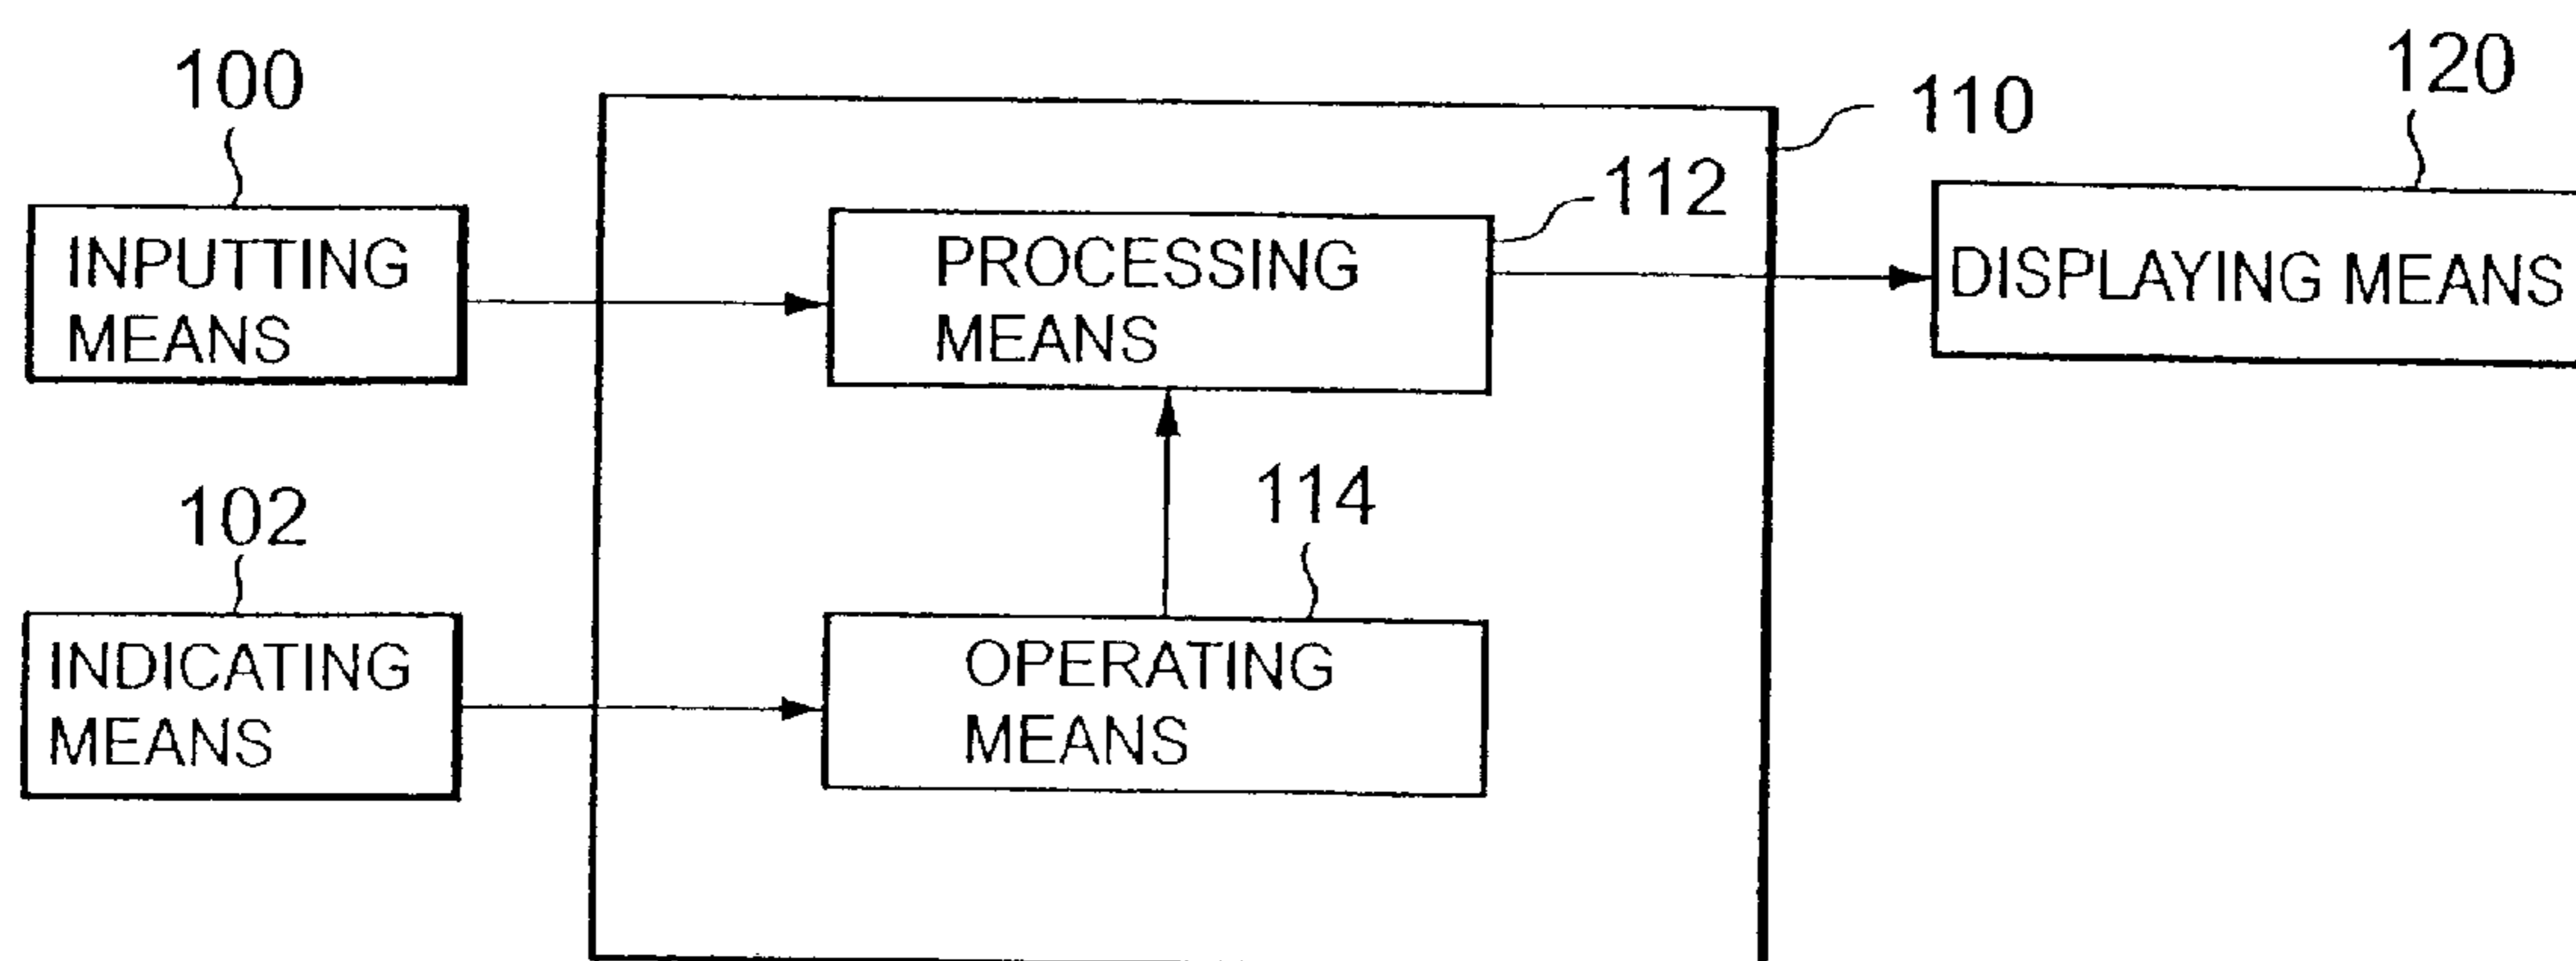 100
INPUTTING
MEANS
102
INDICATING
MEANS
110
112
PROCESSING
MEANS
114
OPERATING
MEANS
120
DISPLAYING MEANS